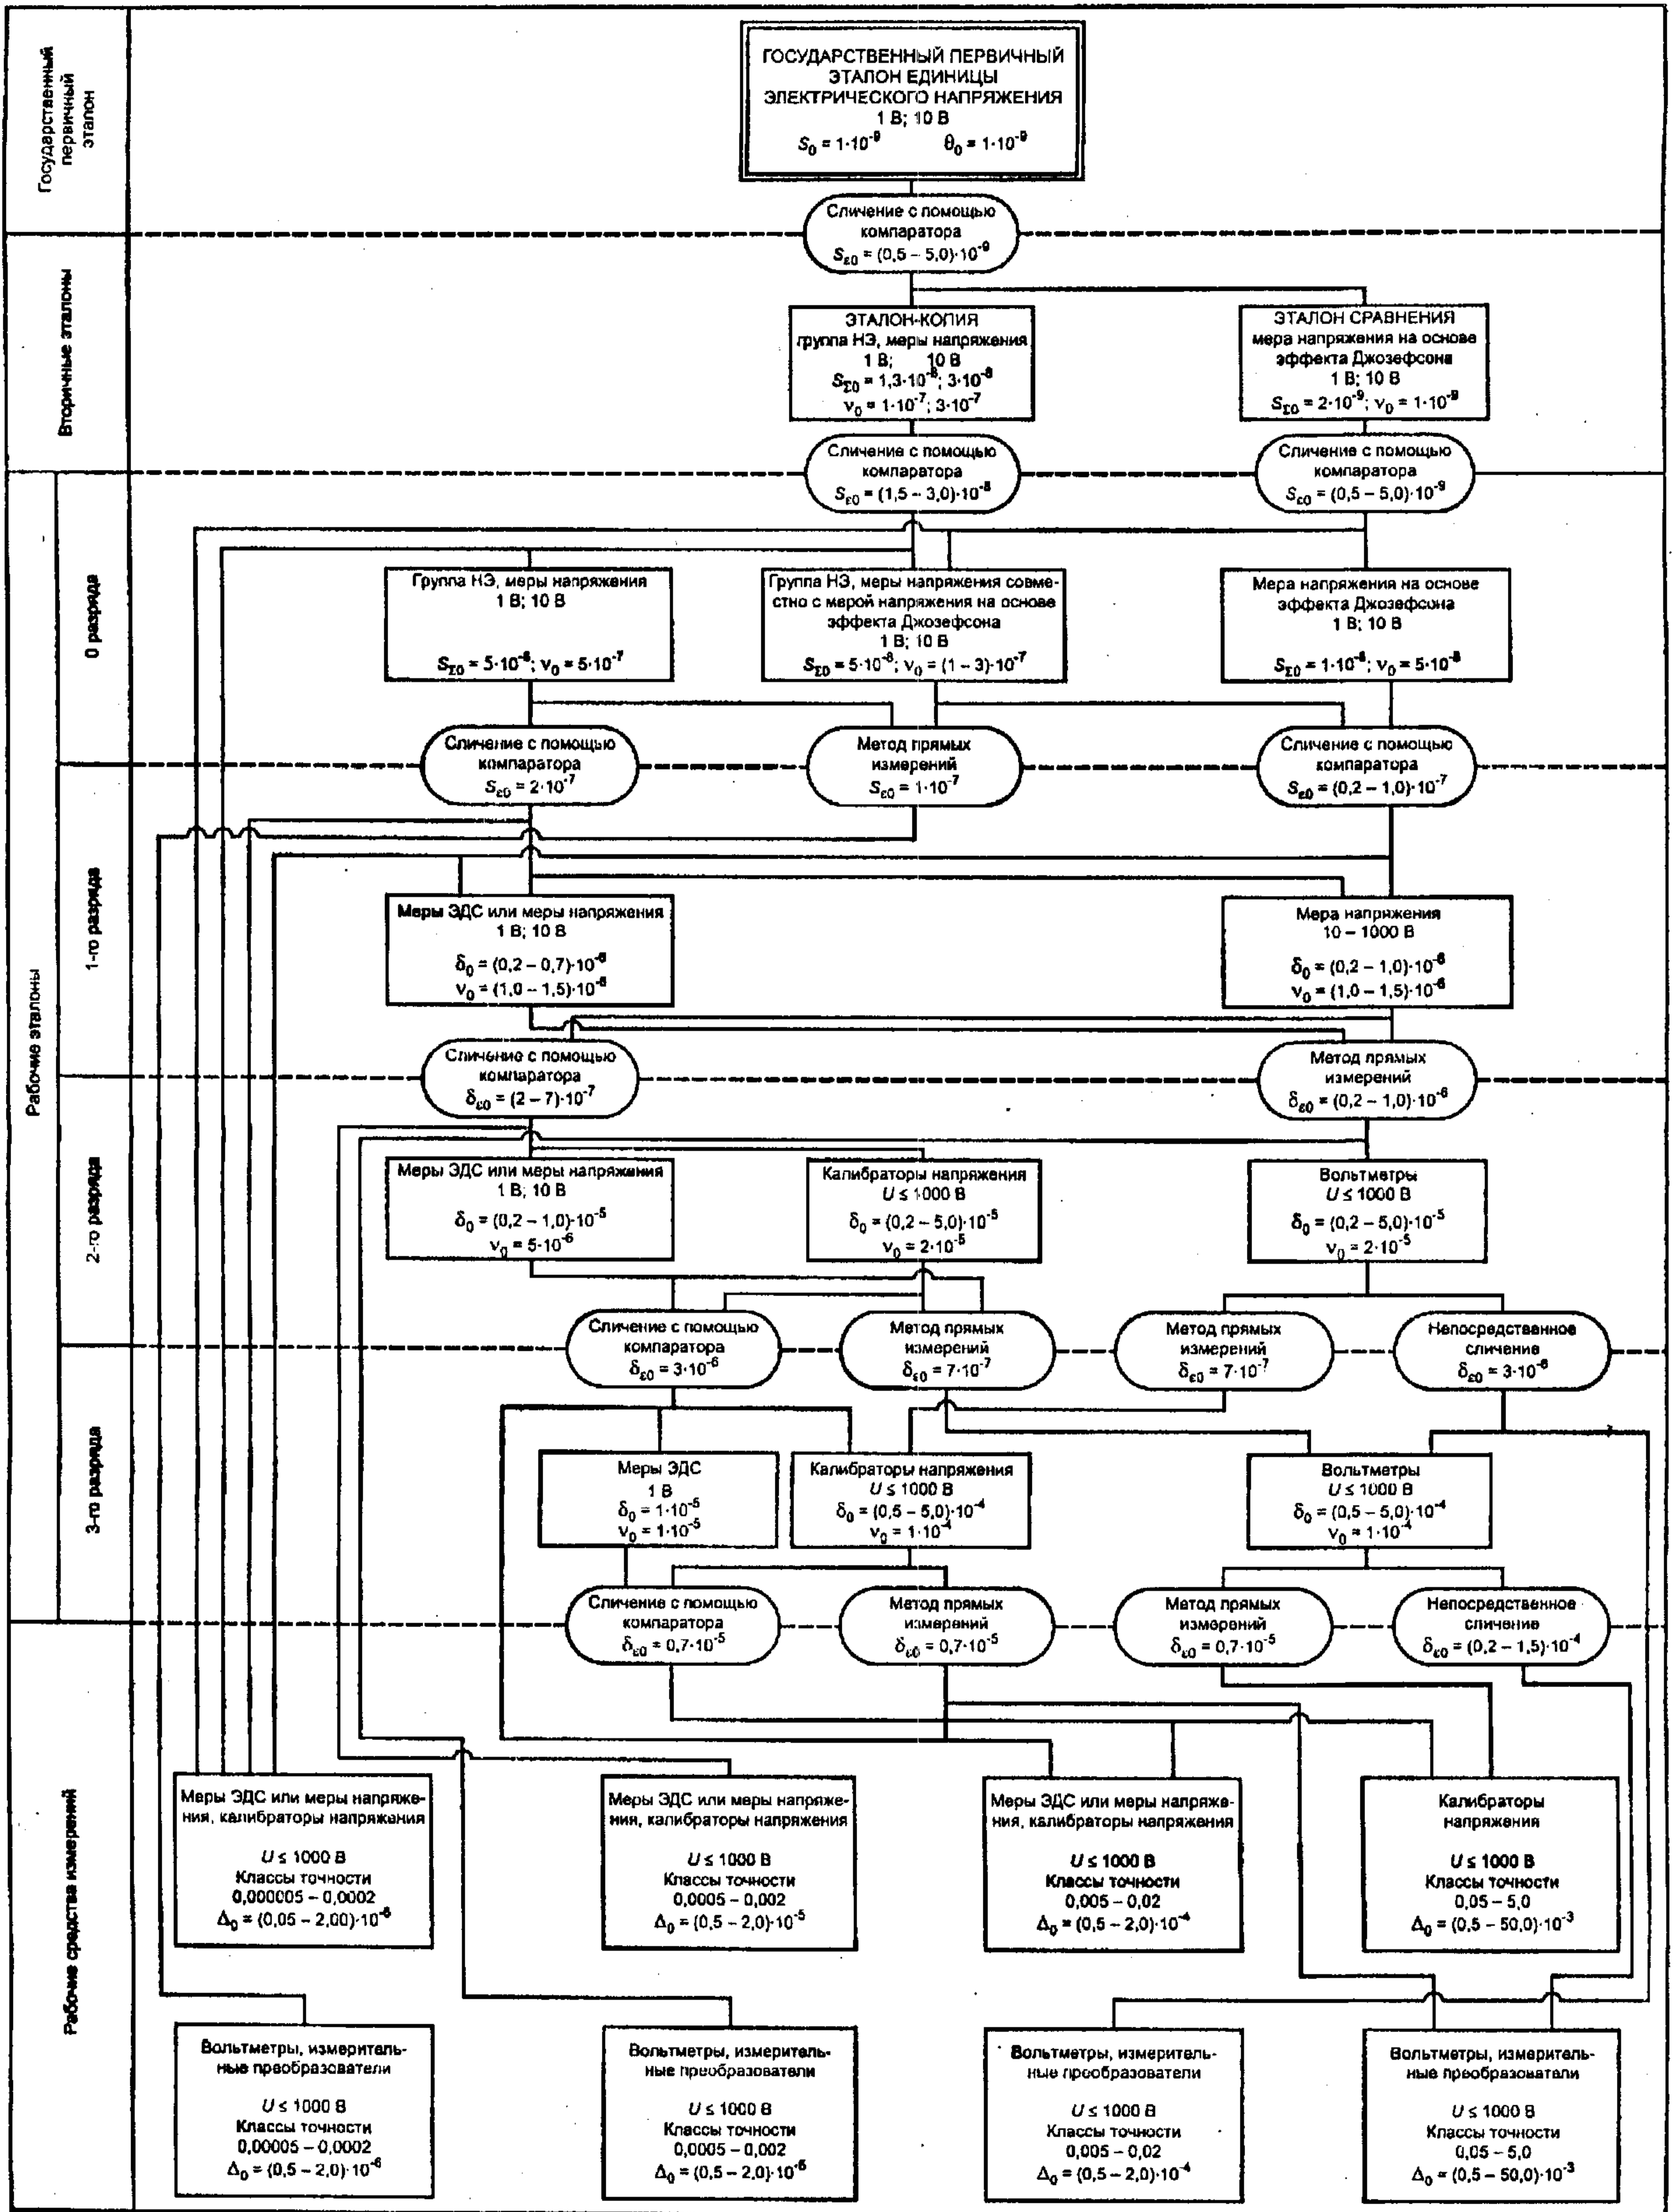 Государственный
первичный
эталон
ГОСУДАРСТВЕННЫЙ ПЕРВИЧНЫЙ
ЭТАЛОН ЕДИНИЦЫ
ЭЛЕКТРИЧЕСКОГО НАПРЯЖЕНИЯ
1 В; 10 В
S₀ = 1·10⁻⁹ θ₀ = 1·10⁻⁹
Сличение с помощью
компаратора
Sε₀ = (0,5 – 5,0)·10⁻⁹
Вторичные эталоны
ЭТАЛОН-КОПИЯ
группа НЭ, меры напряжения
1 В; 10 В
S_Σ0 = 1,3·10⁻⁸; 3·10⁻⁸
ν₀ = 1·10⁻⁷; 3·10⁻⁷
ЭТАЛОН СРАВНЕНИЯ
мера напряжения на основе
эффекта Джозефсона
1 В; 10 В
S_Σ0 = 2·10⁻⁹; ν₀ = 1·10⁻⁹
Сличение с помощью
компаратора
Sε₀ = (1,5 – 3,0)·10⁻⁸
Сличение с помощью
компаратора
Sε₀ = (0,5 – 5,0)·10⁻⁹
Рабочие эталоны
0 разряда
Группа НЭ, меры напряжения
1 В; 10 В
S_Σ0 = 5·10⁻⁸; ν₀ = 5·10⁻⁷
Группа НЭ, меры напряжения совме-
стно с мерой напряжения на основе
эффекта Джозефсона
1 В; 10 В
S_Σ0 = 5·10⁻⁸; ν₀ = (1 – 3)·10⁻⁷
Мера напряжения на основе
эффекта Джозефсона
1 В; 10 В
S_Σ0 = 1·10⁻⁸; ν₀ = 5·10⁻⁸
Сличение с помощью
компаратора
Sε₀ = 2·10⁻⁷
Метод прямых
измерений
Sε₀ = 1·10⁻⁷
Сличение с помощью
компаратора
Sε₀ = (0,2 – 1,0)·10⁻⁷
1-го разряда
Меры ЭДС или меры напряжения
1 В; 10 В
δ₀ = (0,2 – 0,7)·10⁻⁶
ν₀ = (1,0 – 1,5)·10⁻⁶
Мера напряжения
10 – 1000 В
δ₀ = (0,2 – 1,0)·10⁻⁶
ν₀ = (1,0 – 1,5)·10⁻⁶
Сличение с помощью
компаратора
δε₀ = (2 – 7)·10⁻⁷
Метод прямых
измерений
δε₀ = (0,2 – 1,0)·10⁻⁶
2-го разряда
Меры ЭДС или меры напряжения
1 В; 10 В
δ₀ = (0,2 – 1,0)·10⁻⁵
ν₀ = 5·10⁻⁶
Калибраторы напряжения
U ≤ 1000 В
δ₀ = (0,2 – 5,0)·10⁻⁵
ν₀ = 2·10⁻⁵
Вольтметры
U ≤ 1000 В
δ₀ = (0,2 – 5,0)·10⁻⁵
ν₀ = 2·10⁻⁵
Сличение с помощью
компаратора
δε₀ = 3·10⁻⁶
Метод прямых
измерений
δε₀ = 7·10⁻⁷
Метод прямых
измерений
δε₀ = 7·10⁻⁷
Непосредственное
сличение
δε₀ = 3·10⁻⁶
3-го разряда
Меры ЭДС
1 В
δ₀ = 1·10⁻⁵
ν₀ = 1·10⁻⁵
Калибраторы напряжения
U ≤ 1000 В
δ₀ = (0,5 – 5,0)·10⁻⁴
ν₀ = 1·10⁻⁴
Вольтметры
U ≤ 1000 В
δ₀ = (0,5 – 5,0)·10⁻⁴
ν₀ = 1·10⁻⁴
Сличение с помощью
компаратора
δε₀ = 0,7·10⁻⁵
Метод прямых
измерений
δε₀ = 0,7·10⁻⁵
Метод прямых
измерений
δε₀ = 0,7·10⁻⁵
Непосредственное
сличение
δε₀ = (0,2 – 1,5)·10⁻⁴
Рабочие средства измерений
Меры ЭДС или меры напряже-
ния, калибраторы напряжения
U ≤ 1000 В
Классы точности
0,000005 – 0,0002
Δ₀ = (0,05 – 2,00)·10⁻⁶
Меры ЭДС или меры напряже-
ния, калибраторы напряжения
U ≤ 1000 В
Классы точности
0,0005 – 0,002
Δ₀ = (0,5 – 2,0)·10⁻⁵
Меры ЭДС или меры напряже-
ния, калибраторы напряжения
U ≤ 1000 В
Классы точности
0,005 – 0,02
Δ₀ = (0,5 – 2,0)·10⁻⁴
Калибраторы
напряжения
U ≤ 1000 В
Классы точности
0,05 – 5,0
Δ₀ = (0,5 – 50,0)·10⁻³
Вольтметры, измеритель-
ные преобразователи
U ≤ 1000 В
Классы точности
0,00005 – 0,0002
Δ₀ = (0,5 – 2,0)·10⁻⁶
Вольтметры, измеритель-
ные преобразователи
U ≤ 1000 В
Классы точности
0,0005 – 0,002
Δ₀ = (0,5 – 2,0)·10⁻⁵
Вольтметры, измеритель-
ные преобразователи
U ≤ 1000 В
Классы точности
0,005 – 0,02
Δ₀ = (0,5 – 2,0)·10⁻⁴
Вольтметры, измеритель-
ные преобразователи
U ≤ 1000 В
Классы точности
0,05 – 5,0
Δ₀ = (0,5 – 50,0)·10⁻³